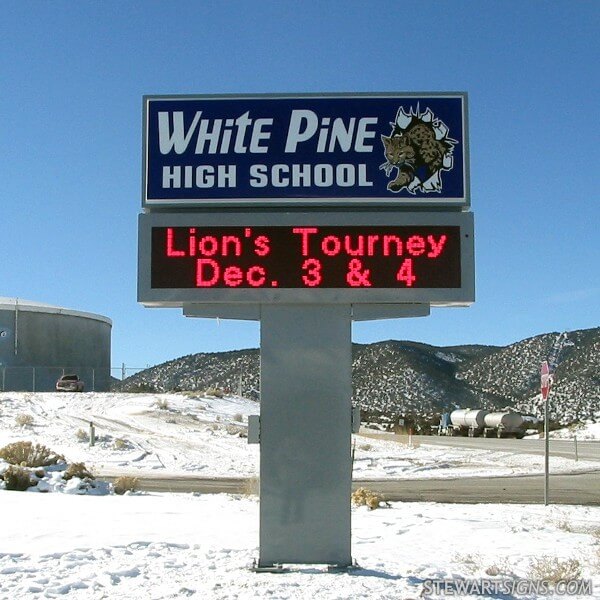 WHiTE PiNE
HIGH SCHOOL
Lion's Tourney
Dec. 3 & 4
STEWARTSIGNS.COM